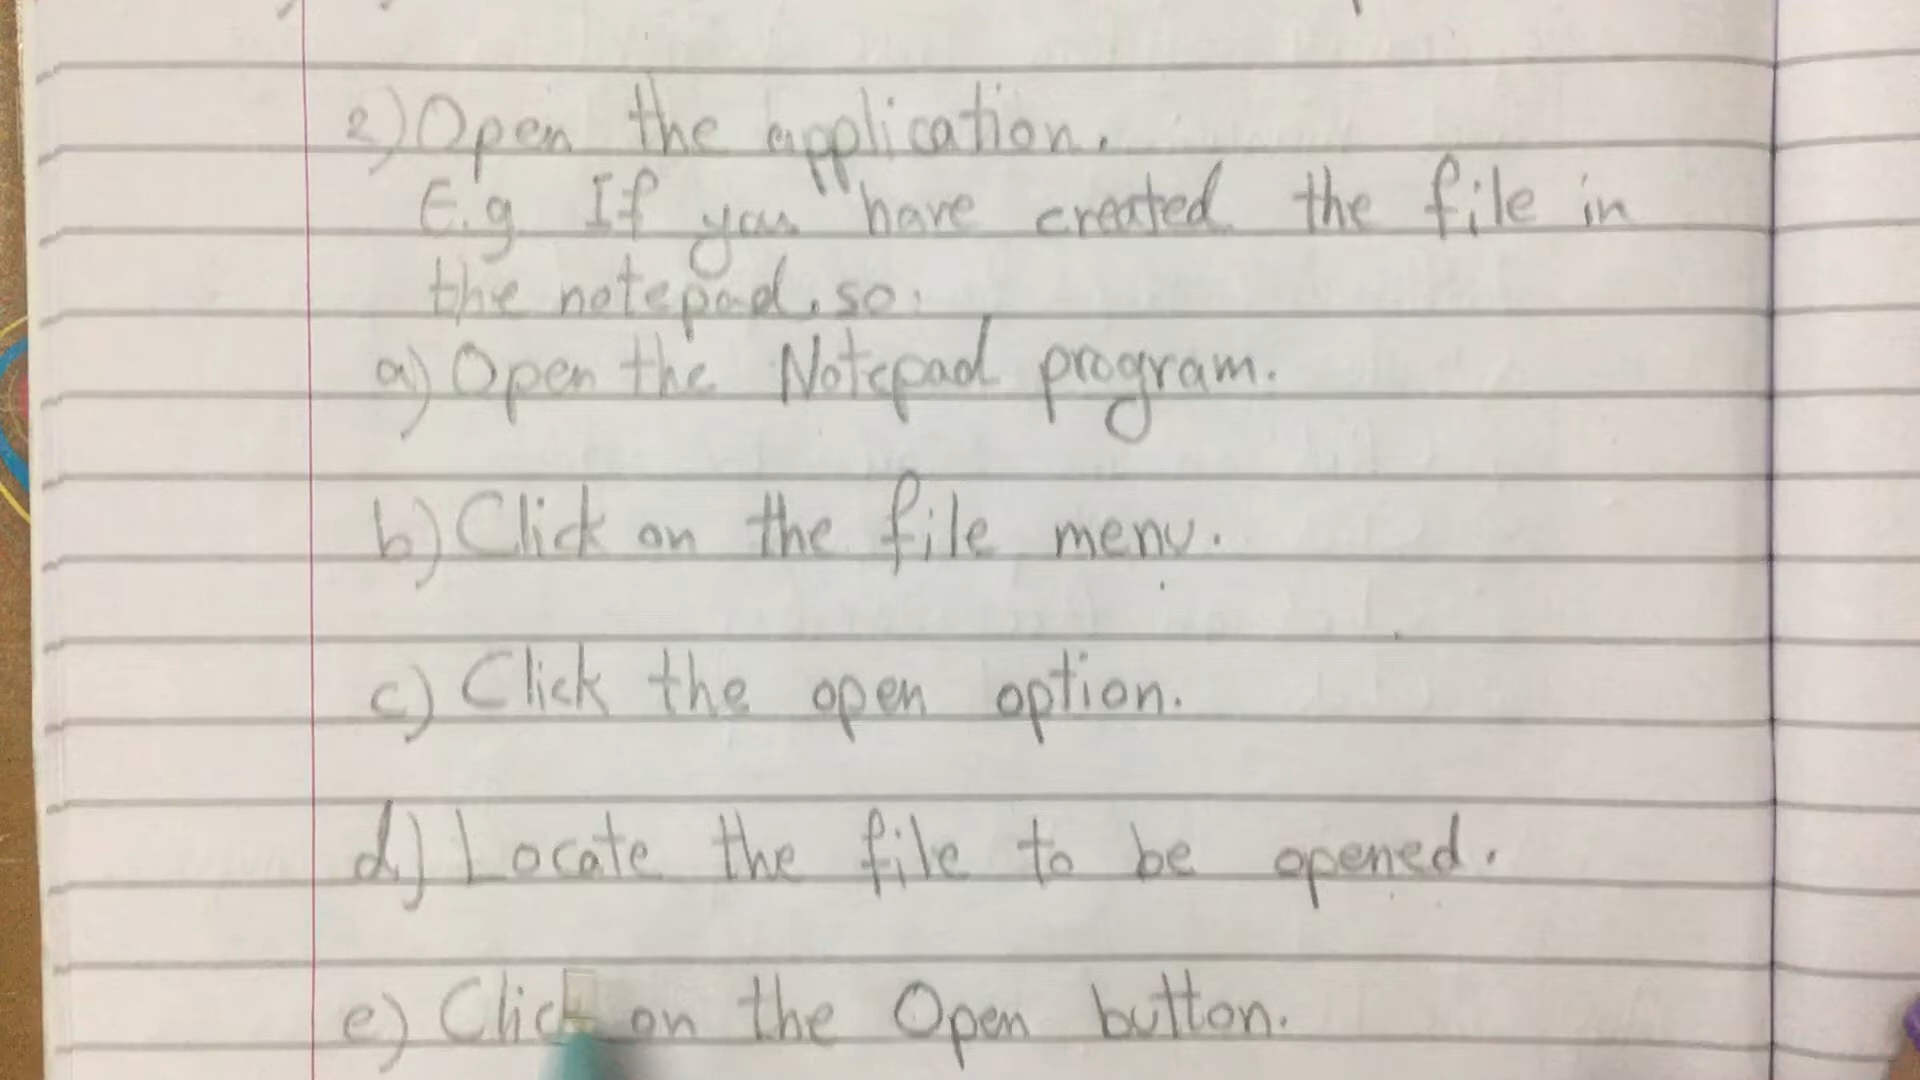 2) Open the application.
E.g If you have created the file in
the notepad. so.
a) Open the Notepad program.
b) Click on the file menu.
c) Click the open option.
d) Locate the file to be opened.
e) Click on the Open button.